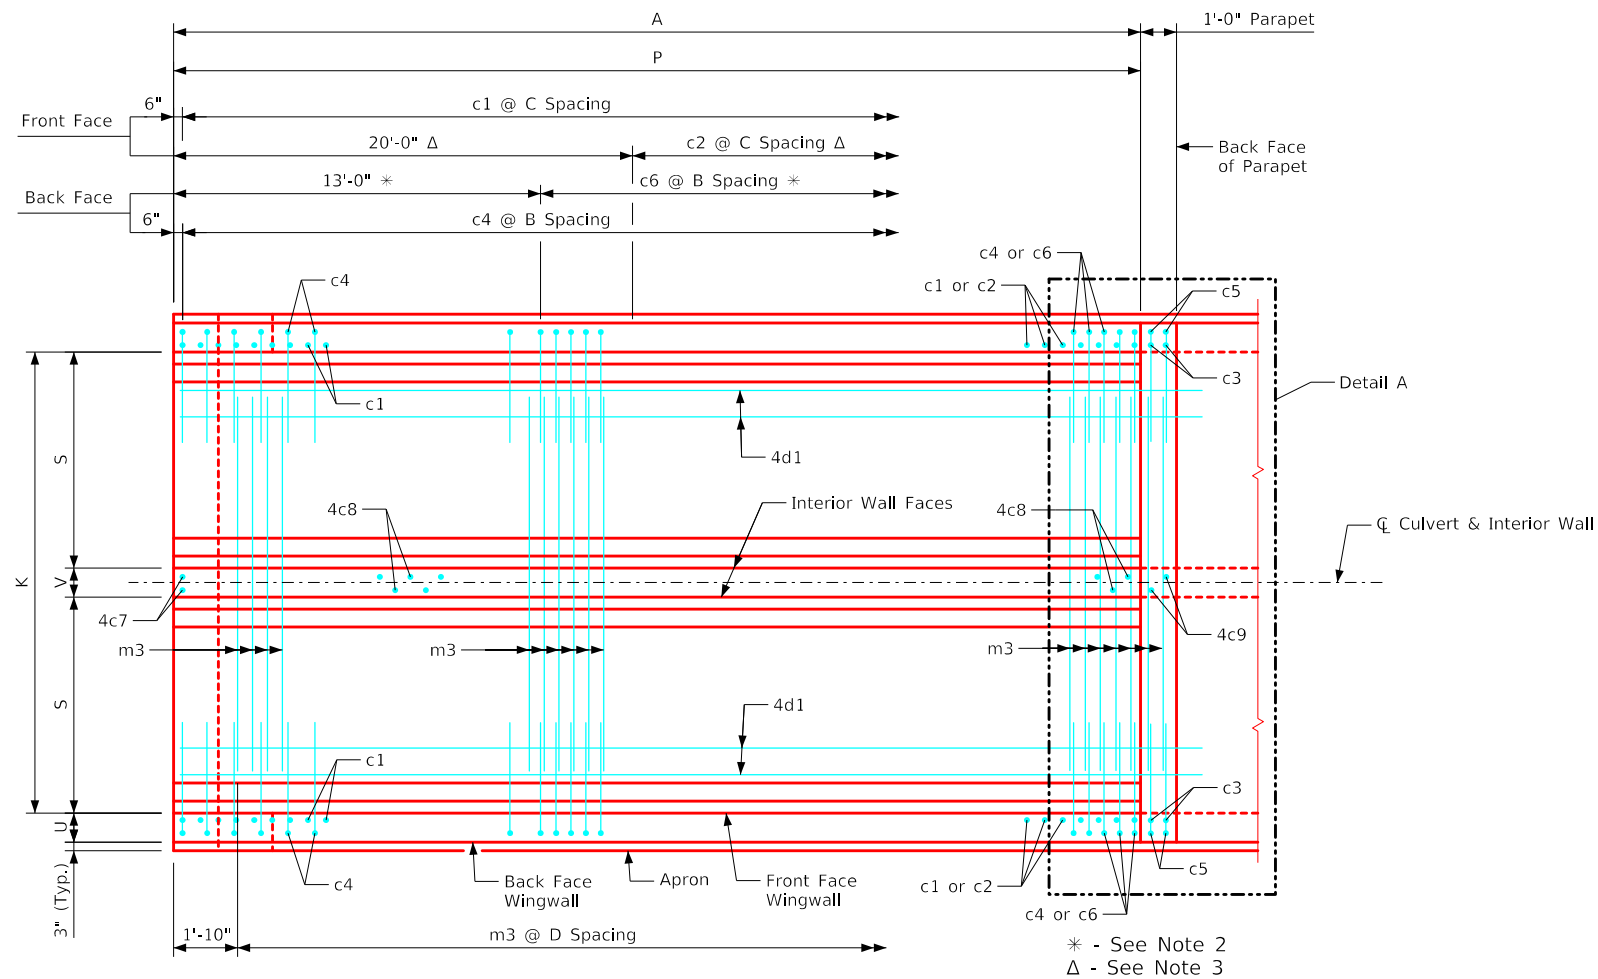 A
1'-0" Parapet
P
6"
c1 @ C Spacing
Front Face
20'-0" Δ
c2 @ C Spacing Δ
Back Face
of Parapet
13'-0" ✳
c6 @ B Spacing ✳
Back Face
6"
c4 @ B Spacing
c4 or c6
c4
c1 or c2
c5
c3
Detail A
c1
S
4d1
4c8
Interior Wall Faces
4c8
℄ Culvert & Interior Wall
K
V
4c7
4c9
m3
m3
m3
S
4d1
c1
c3
U
c5
c4
Back Face
Wingwall
Apron
Front Face
Wingwall
c1 or c2
3" (Typ.)
c4 or c6
1'-10"
m3 @ D Spacing
✳ - See Note 2
Δ - See Note 3